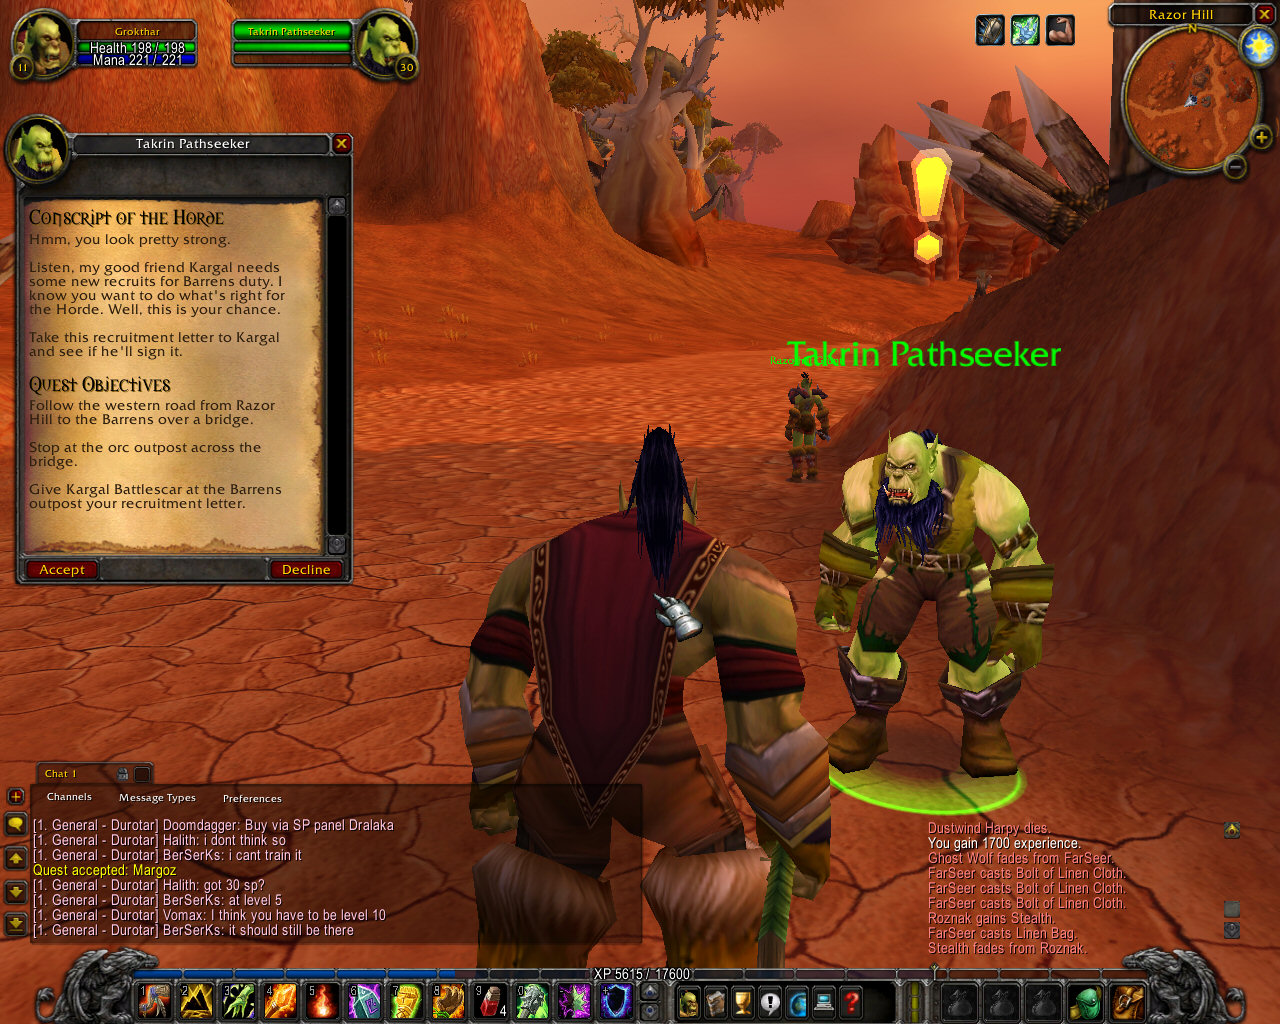 Grokthar
Health 198 / 198
Mana 221 / 221
11
Takrin Pathseeker
30
Razor Hill
N
Takrin Pathseeker
Conscript of the Horde
Hmm, you look pretty strong.
Listen, my good friend Kargal needs
some new recruits for Barrens duty. I
know you want to do what's right for
the Horde. Well, this is your chance.
Take this recruitment letter to Kargal
and see if he'll sign it.
Quest Objectives
Follow the western road from Razor
Hill to the Barrens over a bridge.
Stop at the orc outpost across the
bridge.
Give Kargal Battlescar at the Barrens
outpost your recruitment letter.
Accept
Decline
Takrin Pathseeker
Chat 1
Channels
Message Types
Preferences
[1. General - Durotar] Doomdagger: Buy via SP panel Dralaka
[1. General - Durotar] Halith: i dont think so
[1. General - Durotar] BerSerKs: i cant train it
Quest accepted: Margoz
[1. General - Durotar] Halith: got 30 sp?
[1. General - Durotar] BerSerKs: at level 5
[1. General - Durotar] Vomax: I think you have to be level 10
[1. General - Durotar] BerSerKs: it should still be there
Dustwind Harpy dies.
You gain 1700 experience.
Ghost Wolf fades from FarSeer.
FarSeer casts Bolt of Linen Cloth.
FarSeer casts Bolt of Linen Cloth.
FarSeer casts Bolt of Linen Cloth.
Roznak gains Stealth.
FarSeer casts Linen Bag.
Stealth fades from Roznak.
XP 5615 / 17600
1 2 3 4 5 6 7 8 9 4 0